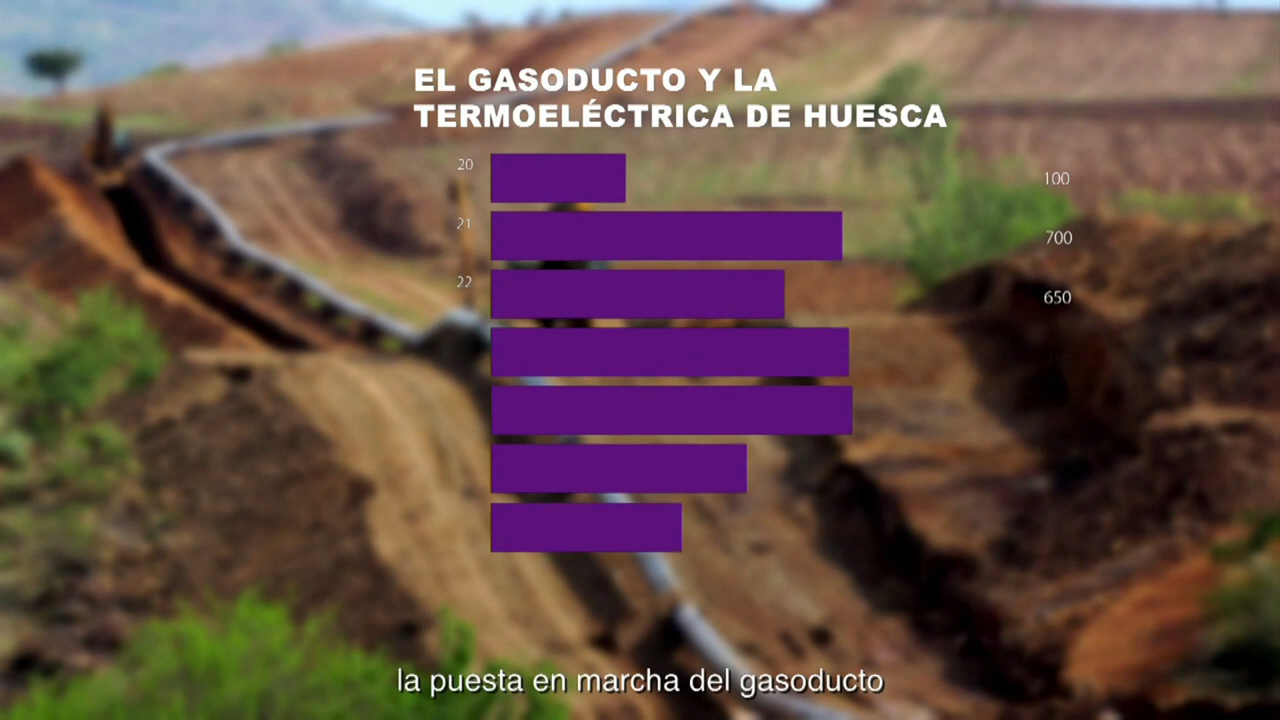 EL GASODUCTO Y LA
TERMOELÉCTRICA DE HUESCA
20 100
21 700
22 650
la puesta en marcha del gasoducto